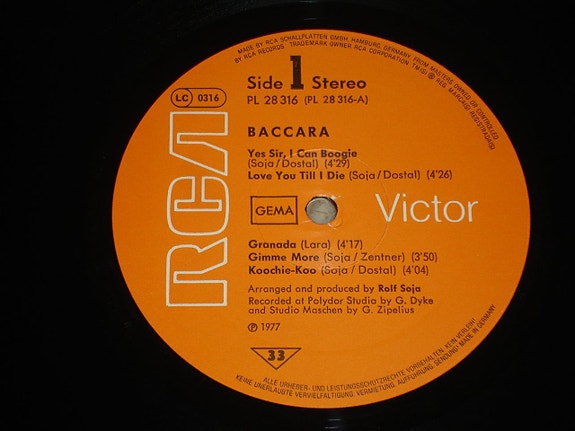 MADE BY RCA SCHALLPLATTEN GMBH, HAMBURG, GERMANY, FROM MASTERS OWNED OR CONTROLLED
BY RCA RECORDS TRADEMARK OWNER RCA CORPORATION. TM(S) ® REG. MARCA(S) REGISTRADA(S)
Side 1 Stereo
LC 0316
PL 28 316 (PL 28 316-A)
BACCARA
Yes Sir, I Can Boogie
(Soja/Dostal) (4'29)
Love You Till I Die (Soja/Dostal) (4'26)
RCA
GEMA
Victor
Granada (Lara) (4'17)
Gimme More (Soja/Zentner) (3'50)
Koochie-Koo (Soja/Dostal) (4'04)
Arranged and produced by Rolf Soja
Recorded at Polydor Studio by G. Dyke
and Studio Maschen by G. Zipelius
℗ 1977
33
ALLE URHEBER- UND LEISTUNGSSCHUTZRECHTE VORBEHALTEN. KEIN VERLEIH!
KEINE UNERLAUBTE VERVIELFÄLTIGUNG, VERMIETUNG, AUFFÜHRUNG, SENDUNG! MADE IN GERMANY